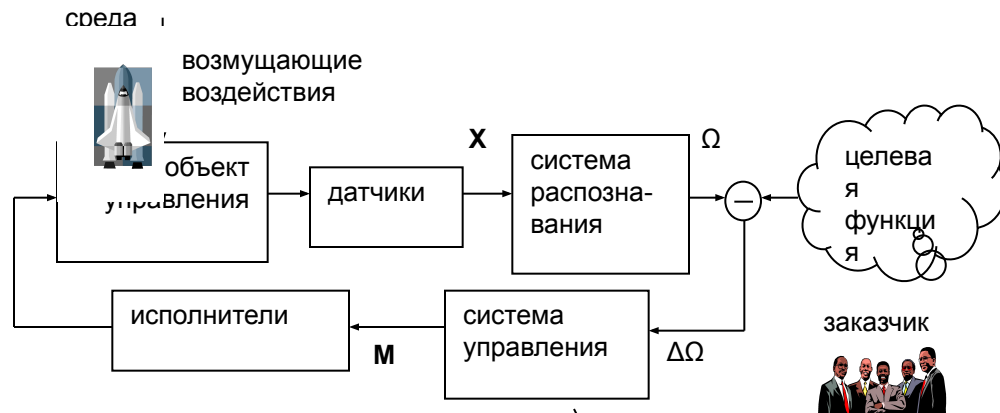 среда
возмущающие
воздействия
объект
управления
датчики
X
система
распозна-
вания
Ω
−
целева
я
функци
я
исполнители
M
система
управления
ΔΩ
заказчик